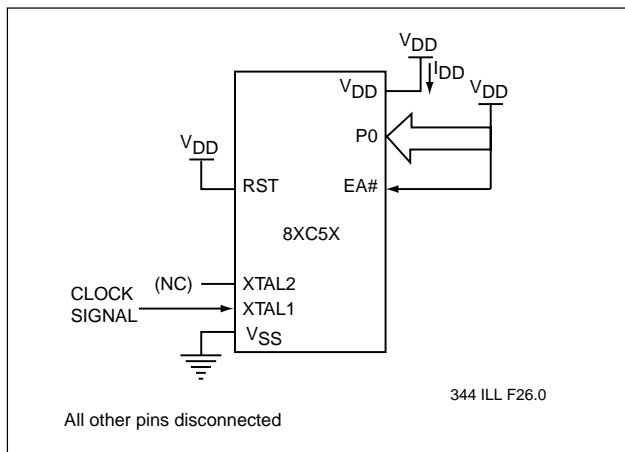 VDD
IDD
VDD
VDD
P0
VDD
RST
EA#
8XC5X
(NC)
XTAL2
CLOCK
SIGNAL
XTAL1
VSS
344 ILL F26.0
All other pins disconnected